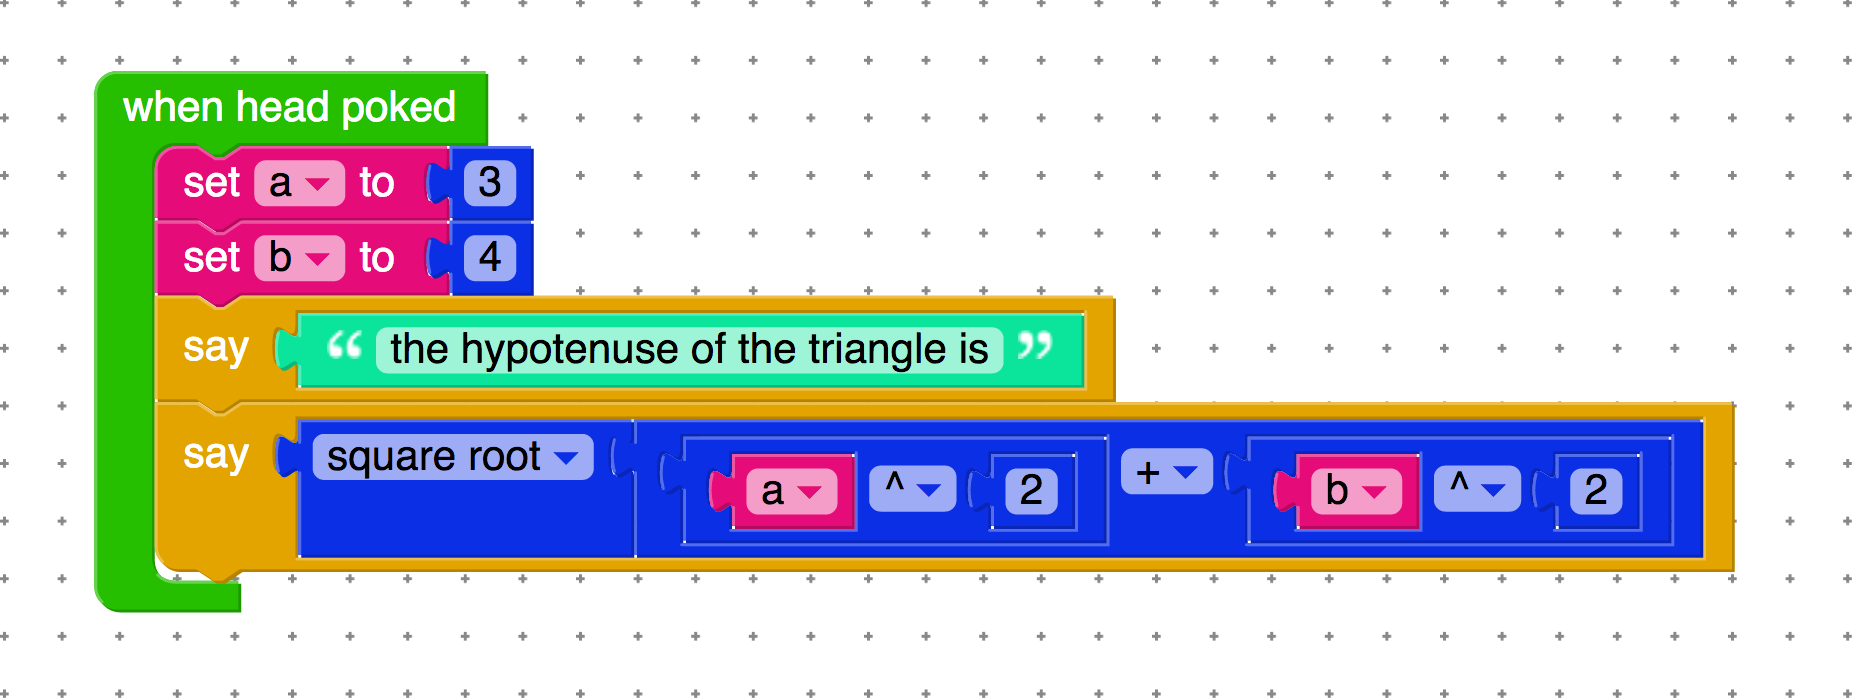 when head poked
set a to 3
set b to 4
say “ the hypotenuse of the triangle is ”
say square root a ^ 2 + b ^ 2